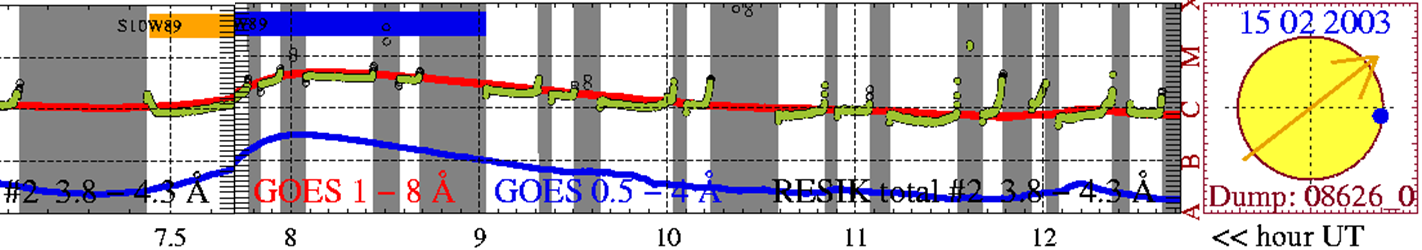 S10W89 W89
X
M
C
B
A
#2 3.8 – 4.3 Å GOES 1 – 8 Å GOES 0.5 – 4 Å RESIK total #2 3.8 – 4.3 Å
7.5 8 9 10 11 12 << hour UT
15 02 2003
Dump: 08626_0